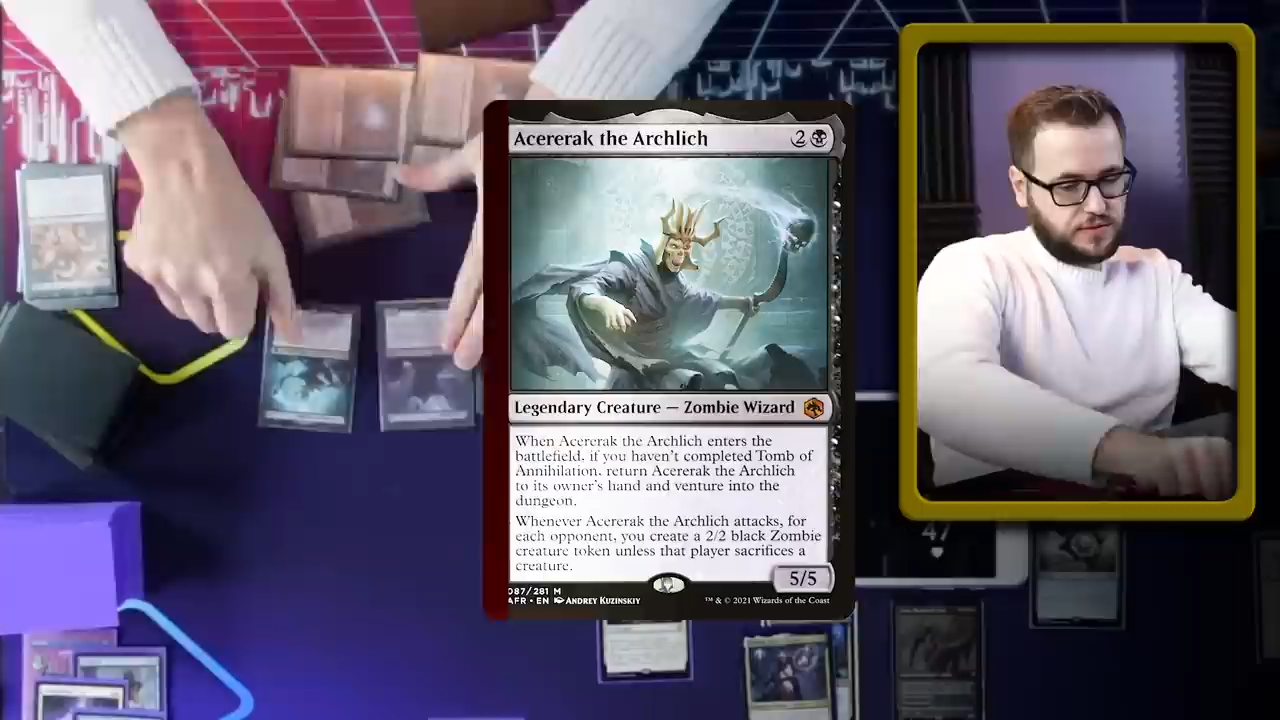 Acererak the Archlich 2
Legendary Creature — Zombie Wizard
When Acererak the Archlich enters the
battlefield, if you haven't completed Tomb of
Annihilation, return Acererak the Archlich
to its owner's hand and venture into the
dungeon.
Whenever Acererak the Archlich attacks, for
each opponent, you create a 2/2 black Zombie
creature token unless that player sacrifices a
creature.
5/5
087/281 M
AFR • EN Andrey Kuzinskiy
™ & © 2021 Wizards of the Coast
47